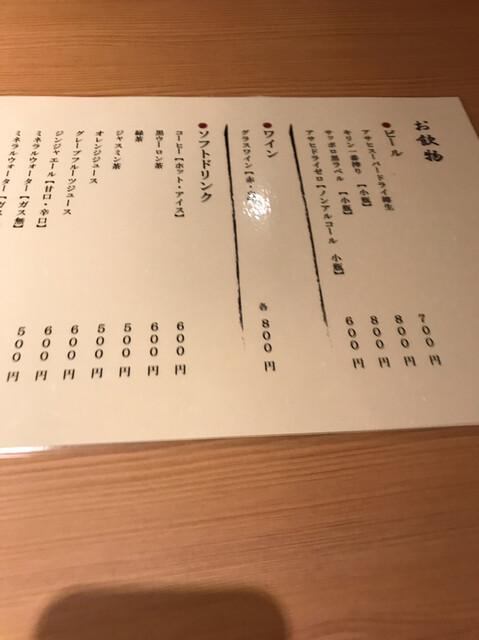 お飲物
●ビール
アサヒスーパードライ樽生 700円
キリン一番搾り【小瓶】 800円
サッポロ黒ラベル【小瓶】 800円
アサヒドライゼロ【ノンアルコール 小瓶】 600円
●ワイン
グラスワイン【赤・ 各800円
●ソフトドリンク
コーヒー【ホット・アイス】 600円
黒ウーロン茶 600円
緑茶 500円
ジャスミン茶 500円
オレンジジュース 600円
グレープフルーツジュース 600円
ジンジャエール【甘口・辛口】 500円
ミネラルウォーター【ガス無】
ミネラルウォーター【ガス